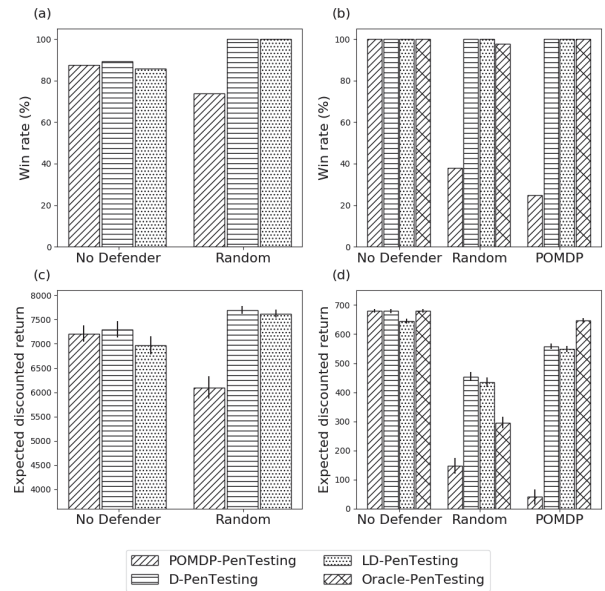 (a)
Win rate (%)
100
80
60
40
20
0
No Defender Random
(b)
Win rate (%)
100
80
60
40
20
0
No Defender Random POMDP
(c)
Expected discounted return
8000
7500
7000
6500
6000
5500
5000
4500
4000
No Defender Random
(d)
Expected discounted return
700
600
500
400
300
200
100
0
No Defender Random POMDP
POMDP-PenTesting
D-PenTesting
LD-PenTesting
Oracle-PenTesting